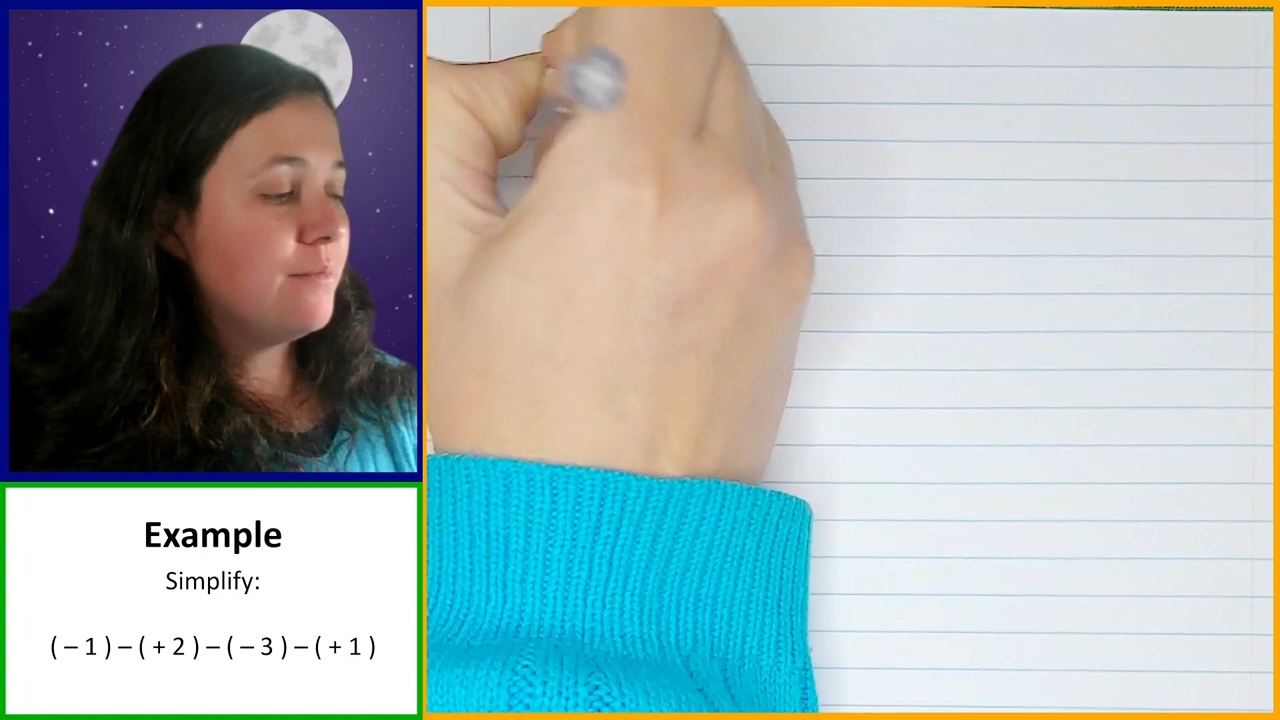 Example
Simplify:
( – 1 ) – ( + 2 ) – ( – 3 ) – ( + 1 )